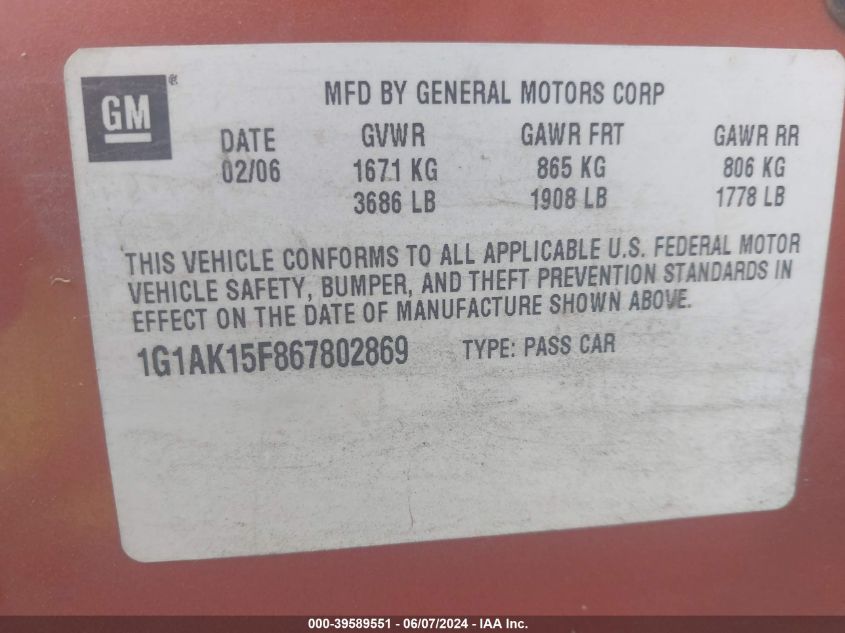 GM ®
MFD BY GENERAL MOTORS CORP
DATE GVWR GAWR FRT GAWR RR
02/06 1671 KG 865 KG 806 KG
3686 LB 1908 LB 1778 LB
THIS VEHICLE CONFORMS TO ALL APPLICABLE U.S. FEDERAL MOTOR
VEHICLE SAFETY, BUMPER, AND THEFT PREVENTION STANDARDS IN
EFFECT ON THE DATE OF MANUFACTURE SHOWN ABOVE.
1G1AK15F867802869 TYPE: PASS CAR
000-39589551 - 06/07/2024 - IAA Inc.